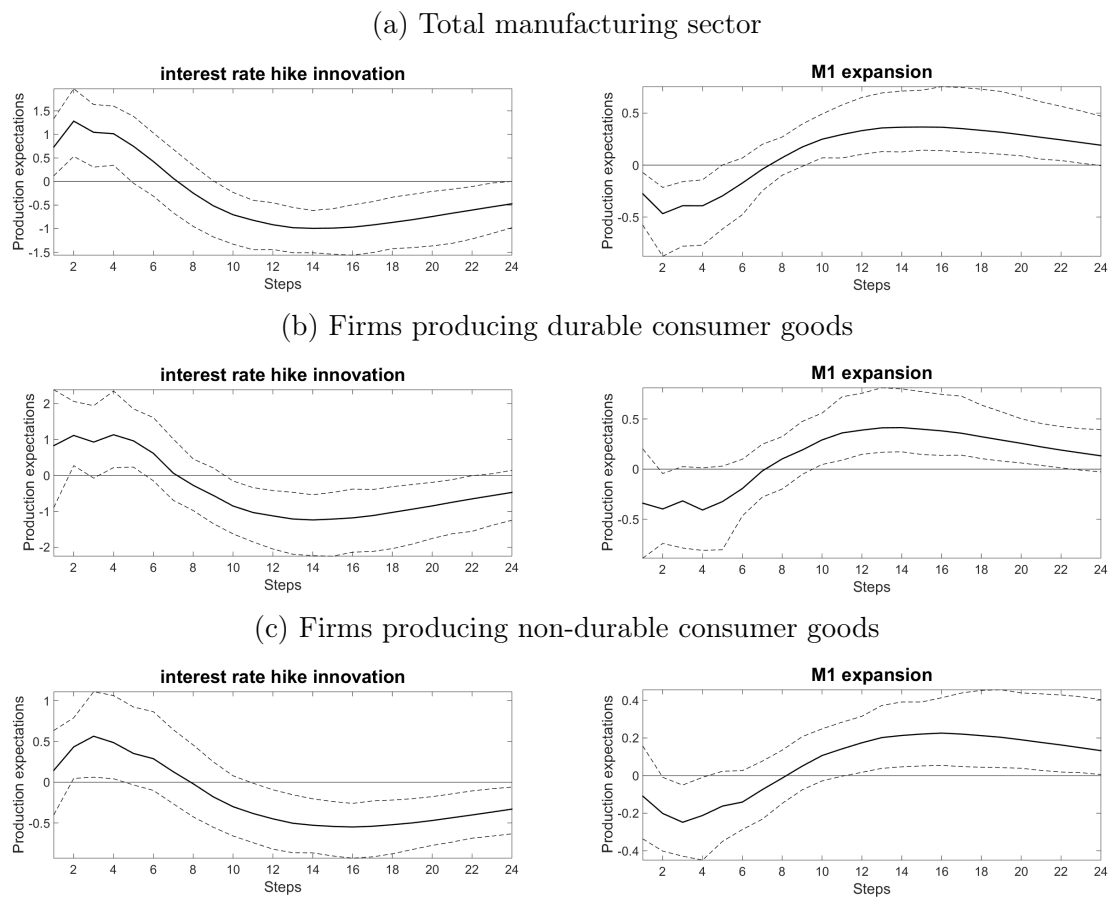 (a) Total manufacturing sector
interest rate hike innovation
Production expectations
1.5
1
0.5
0
-0.5
-1
-1.5
2 4 6 8 10 12 14 16 18 20 22 24
Steps
M1 expansion
Production expectations
0.5
0
-0.5
2 4 6 8 10 12 14 16 18 20 22 24
Steps
(b) Firms producing durable consumer goods
interest rate hike innovation
Production expectations
2
1
0
-1
-2
2 4 6 8 10 12 14 16 18 20 22 24
Steps
M1 expansion
Production expectations
0.5
0
-0.5
2 4 6 8 10 12 14 16 18 20 22 24
Steps
(c) Firms producing non-durable consumer goods
interest rate hike innovation
Production expectations
1
0.5
0
-0.5
2 4 6 8 10 12 14 16 18 20 22 24
Steps
M1 expansion
Production expectations
0.4
0.2
0
-0.2
-0.4
2 4 6 8 10 12 14 16 18 20 22 24
Steps